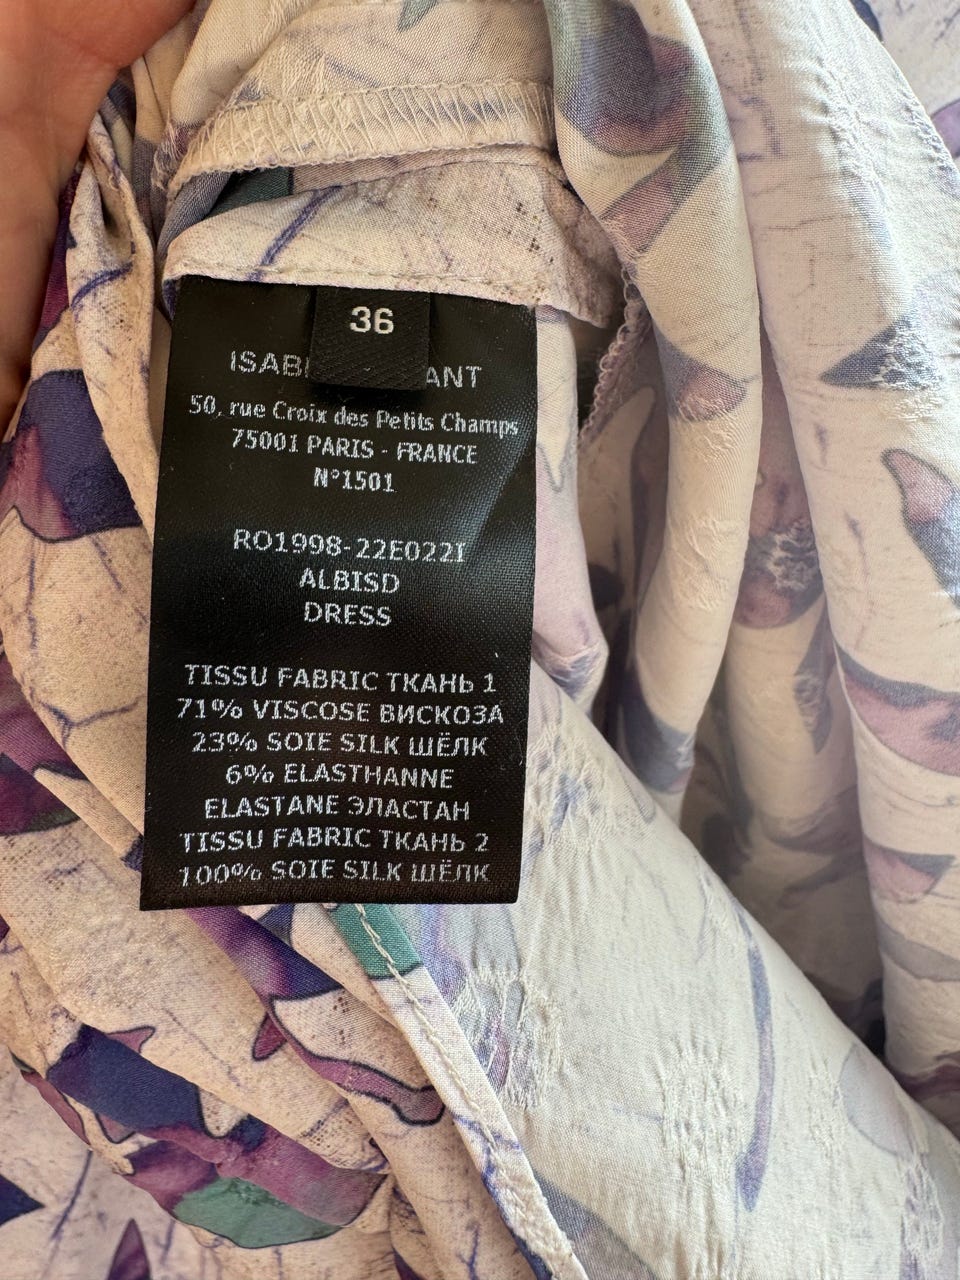 36
ISAB ANT
50, rue Croix des Petits Champs
75001 PARIS - FRANCE
N°1501
RO1998-22E022I
ALBISD
DRESS
TISSU FABRIC ТКАНЬ 1
71% VISCOSE ВИСКОЗА
23% SOIE SILK ШЁЛК
6% ELASTHANNE
ELASTANE ЭЛАСТАН
TISSU FABRIC ТКАНЬ 2
100% SOIE SILK ШЁЛК